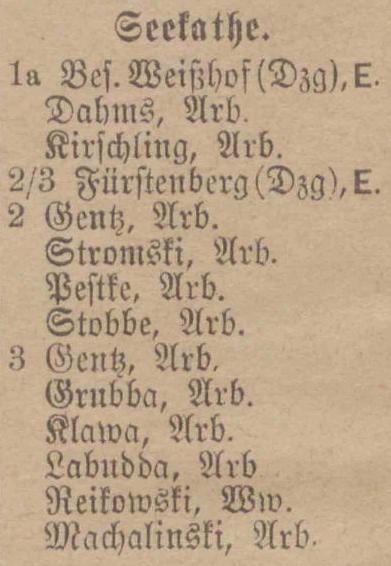 Seekathe.
1a Bes. Weißhof (Dzg), E.
Dahms, Arb.
Kirschling, Arb.
2/3 Fürstenberg (Dzg), E.
2 Gentz, Arb.
Stromski, Arb.
Pestke, Arb.
Stobbe, Arb.
3 Gentz, Arb.
Grubba, Arb.
Klawa, Arb.
Labudda, Arb
Reikowski, Ww.
Machalinski, Arb.